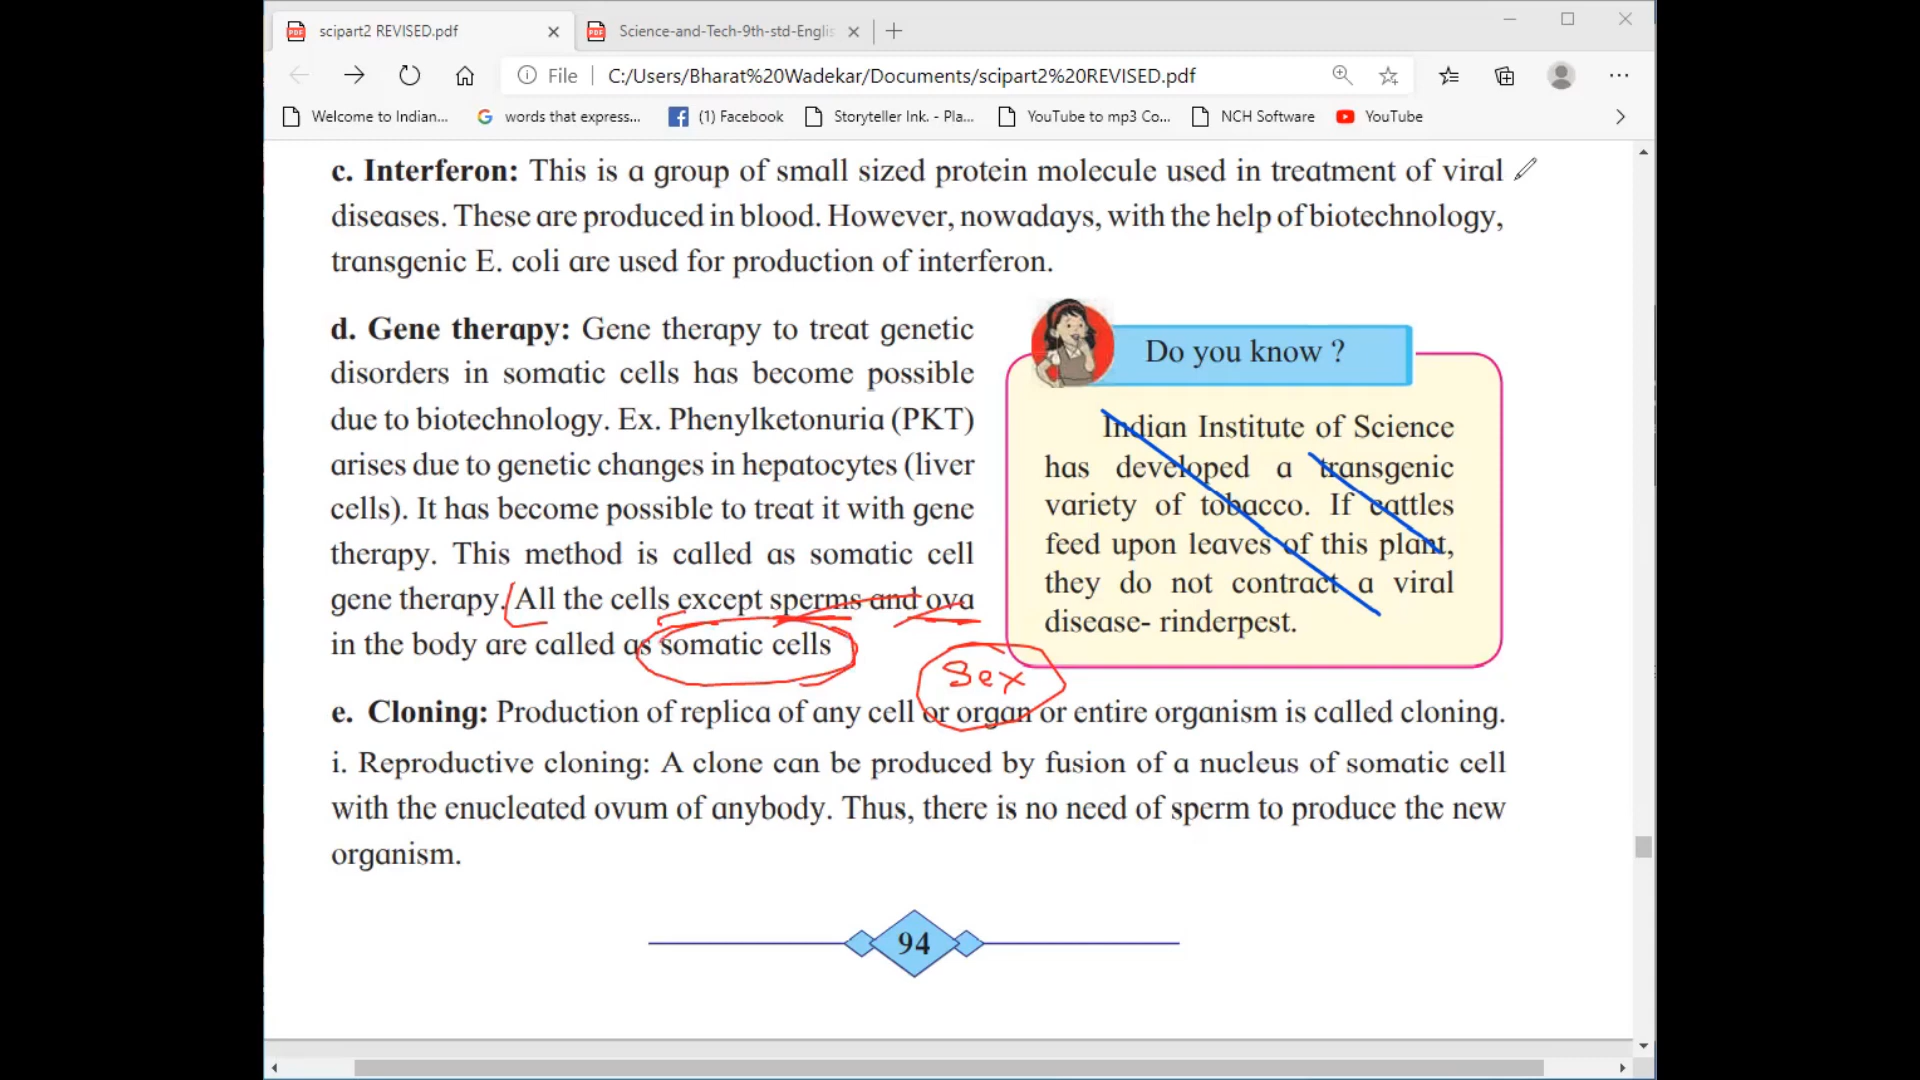 scipart2 REVISED.pdf
Science-and-Tech-9th-std-Englis
File
C:/Users/Bharat%20Wadekar/Documents/scipart2%20REVISED.pdf
Welcome to Indian...
words that express...
(1) Facebook
Storyteller Ink. - Pla...
YouTube to mp3 Co...
NCH Software
YouTube
c. Interferon: This is a group of small sized protein molecule used in treatment of viral
diseases. These are produced in blood. However, nowadays, with the help of biotechnology,
transgenic E. coli are used for production of interferon.
d. Gene therapy: Gene therapy to treat genetic
disorders in somatic cells has become possible
due to biotechnology. Ex. Phenylketonuria (PKT)
arises due to genetic changes in hepatocytes (liver
cells). It has become possible to treat it with gene
therapy. This method is called as somatic cell
gene therapy. All the cells except sperms and ova
in the body are called as somatic cells
Do you know ?
Indian Institute of Science
has developed a transgenic
variety of tobacco. If cattles
feed upon leaves of this plant,
they do not contract a viral
disease- rinderpest.
Sex
e. Cloning: Production of replica of any cell or organ or entire organism is called cloning.
i. Reproductive cloning: A clone can be produced by fusion of a nucleus of somatic cell
with the enucleated ovum of anybody. Thus, there is no need of sperm to produce the new
organism.
94